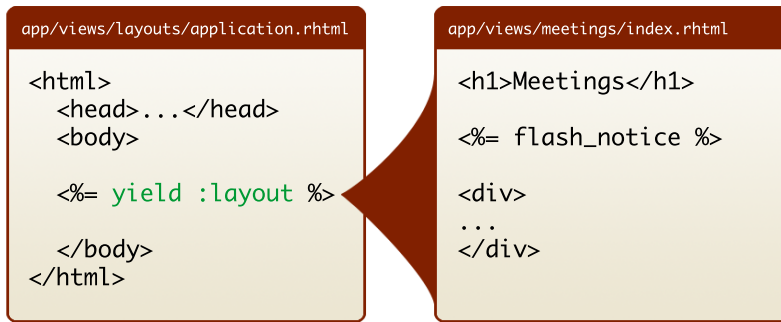 app/views/layouts/application.rhtml
<html>
<head>...</head>
<body>
<%= yield :layout %>
</body>
</html>
app/views/meetings/index.rhtml
<h1>Meetings</h1>
<%= flash_notice %>
<div>
...
</div>